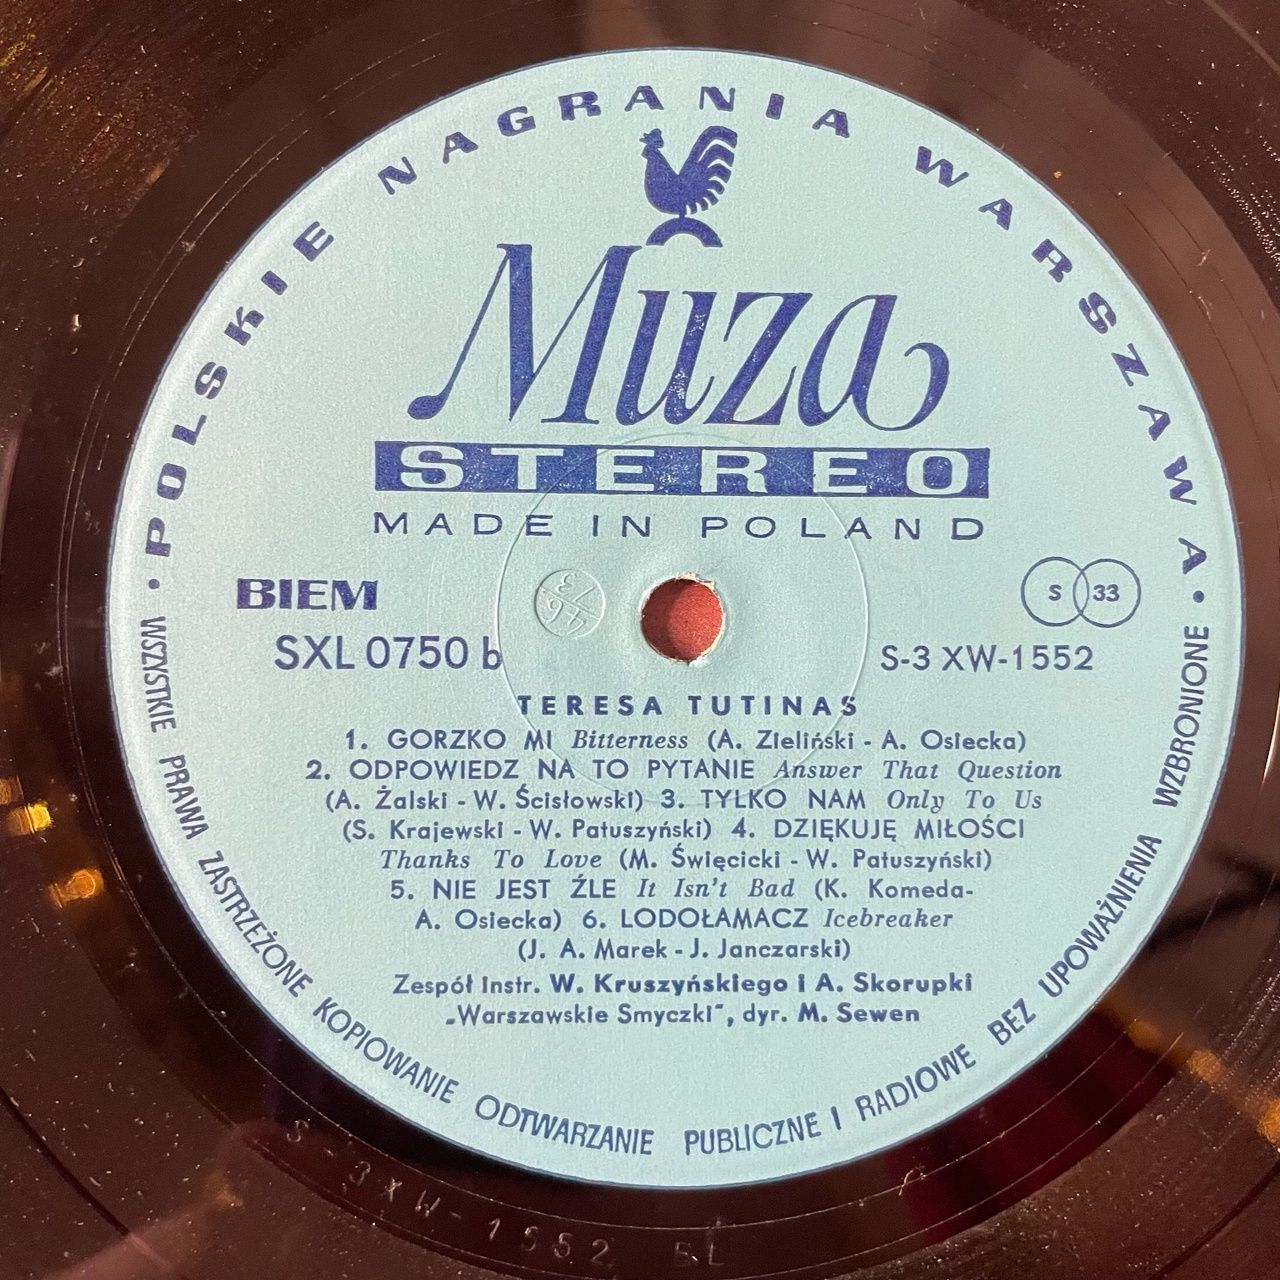 POLSKIE NAGRANIA WARSZAWA
Muza
STEREO
MADE IN POLAND
BIEM
S 33
SXL 0750 b
S-3 XW-1552
TERESA TUTINAS
1. GORZKO MI Bitterness (A. Zieliński - A. Osiecka)
2. ODPOWIEDZ NA TO PYTANIE Answer That Question
(A. Żalski - W. Ścisłowski) 3. TYLKO NAM Only To Us
(S. Krajewski - W. Patuszyński) 4. DZIĘKUJĘ MIŁOŚCI
Thanks To Love (M. Święcicki - W. Patuszyński)
5. NIE JEST ŹLE It Isn't Bad (K. Komeda-
A. Osiecka) 6. LODOŁAMACZ Icebreaker
(J. A. Marek - J. Janczarski)
Zespół Instr. W. Kruszyńskiego i A. Skorupki
„Warszawskie Smyczki", dyr. M. Sewen
• WSZYSTKIE PRAWA ZASTRZEŻONE KOPIOWANIE ODTWARZANIE PUBLICZNE I RADIOWE BEZ UPOWAŻNIENIA WZBRONIONE •
S-3XW-1552 BL